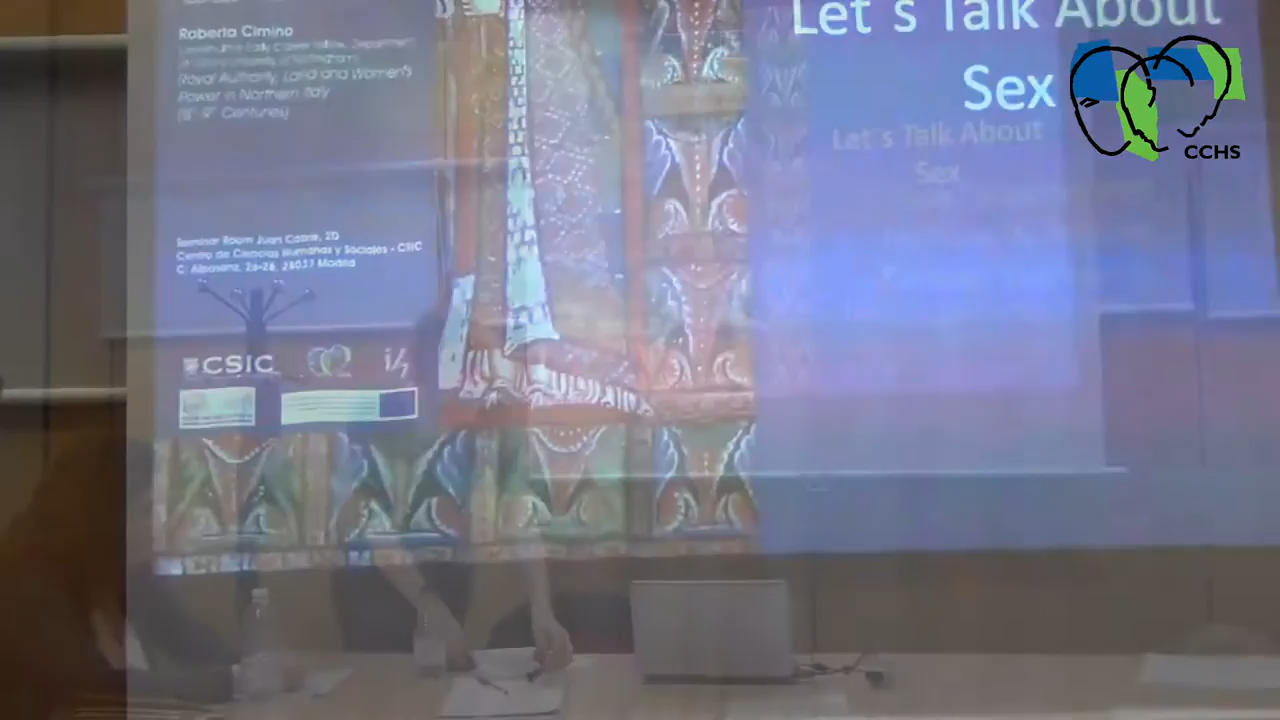 Roberta Cimino
Royal Authority, Land and Women's
Power in Northern Italy
(8th-9th Centuries)
Seminar Room Juan Cabré, 2D
Centro de Ciencias Humanas y Sociales - CSIC
C/ Albasanz, 26-28, 28037 Madrid
CSIC
Let´s Talk About
Sex
Let´s Talk About
Sex
CCHS